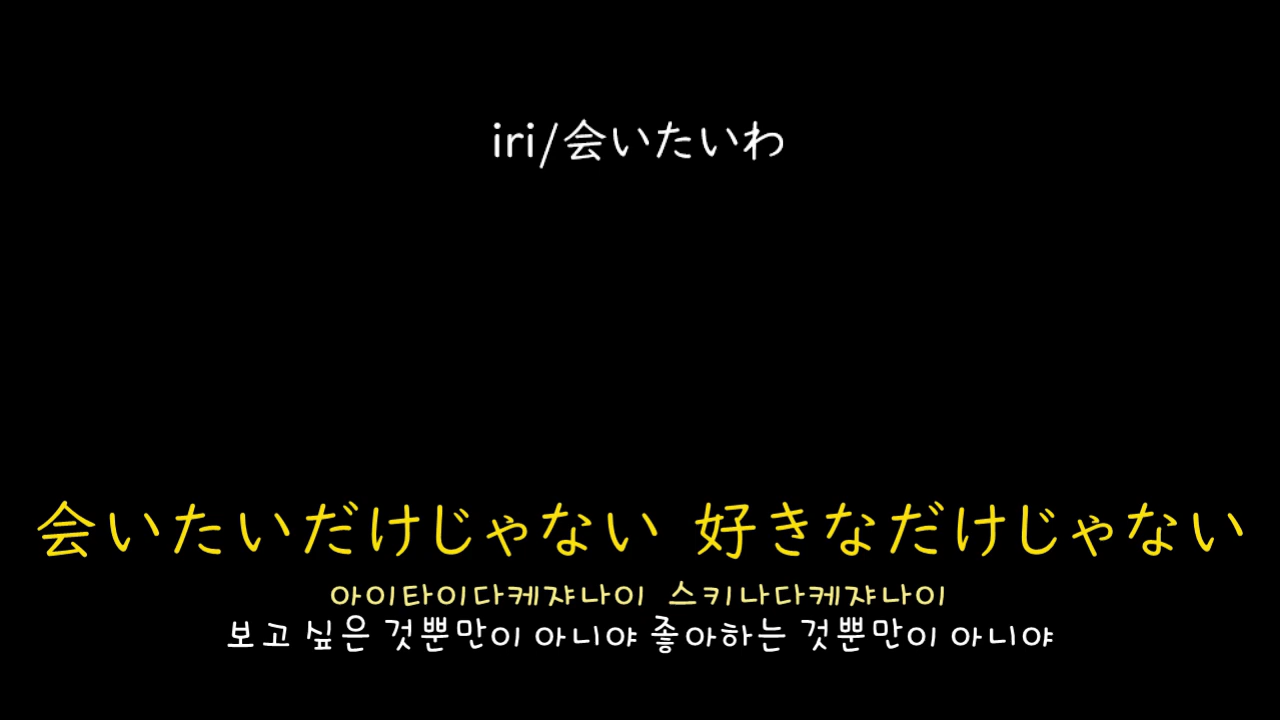 iri/会いたいわ
会いたいだけじゃない 好きなだけじゃない
아이타이다케쟈나이 스키나다케쟈나이
보고 싶은 것뿐만이 아니야 좋아하는 것뿐만이 아니야